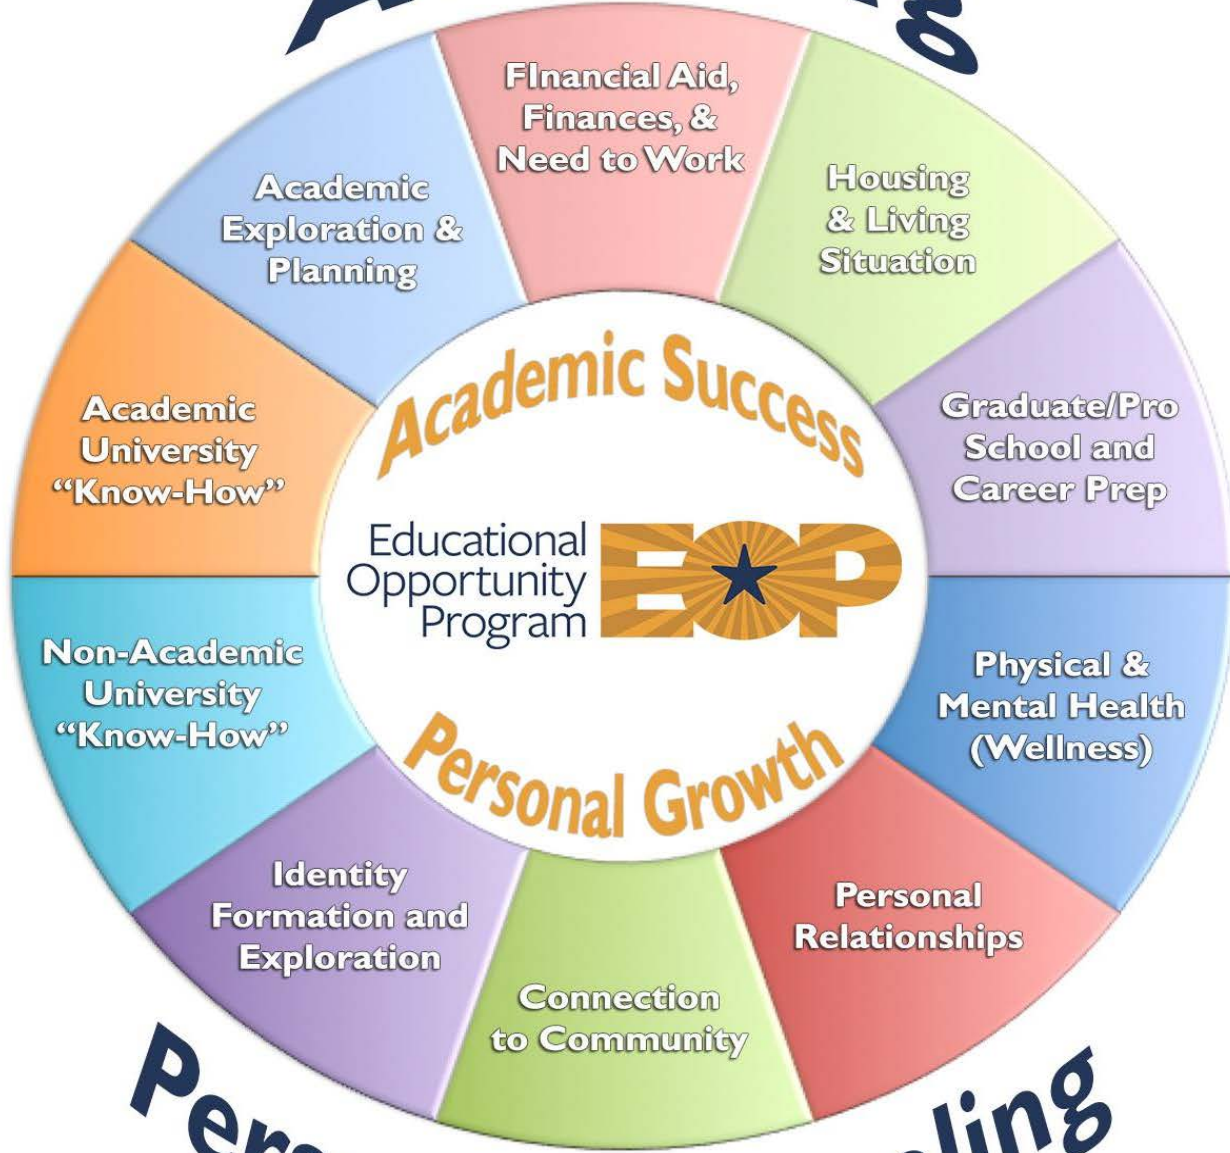 FInancial Aid,
Finances, &
Need to Work
Housing
& Living
Situation
Graduate/Pro
School and
Career Prep
Physical &
Mental Health
(Wellness)
Personal
Relationships
Connection
to Community
Identity
Formation and
Exploration
Non-Academic
University
“Know-How”
Academic
University
“Know-How”
Academic
Exploration &
Planning
Academic Success
Educational
Opportunity
Program
EOP
Personal Growth